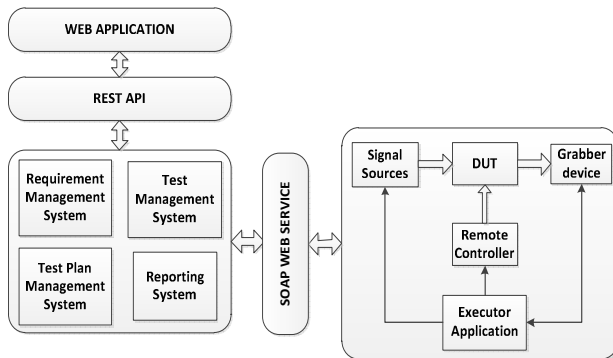 WEB APPLICATION
REST API
Requirement
Management
System
Test
Management
System
Test Plan
Management
System
Reporting
System
SOAP WEB SERVICE
Signal
Sources
DUT
Grabber
device
Remote
Controller
Executor
Application